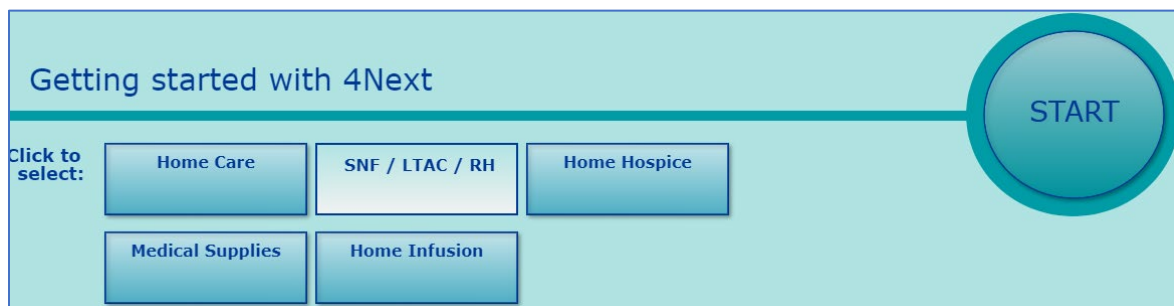 Getting started with 4Next
START
Click to
select:
Home Care
SNF / LTAC / RH
Home Hospice
Medical Supplies
Home Infusion